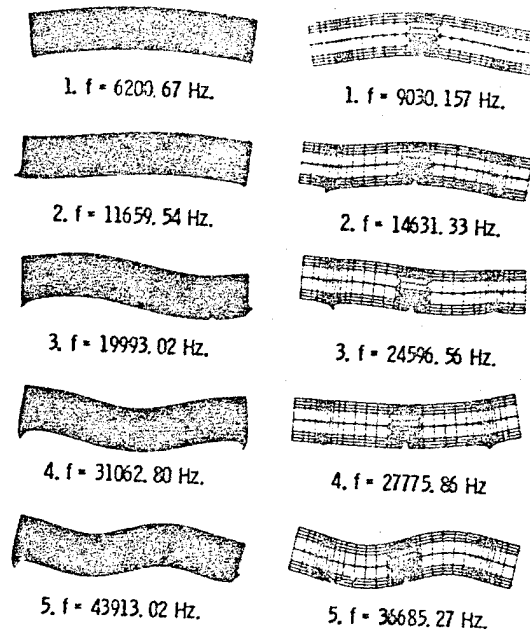 1. f = 6200.67 Hz.
2. f = 11659.54 Hz.
3. f = 19993.02 Hz.
4. f = 31062.80 Hz.
5. f = 43913.02 Hz.
1. f = 9030.157 Hz.
2. f = 14631.33 Hz.
3. f = 24596.56 Hz.
4. f = 27775.86 Hz
5. f = 36685.27 Hz.